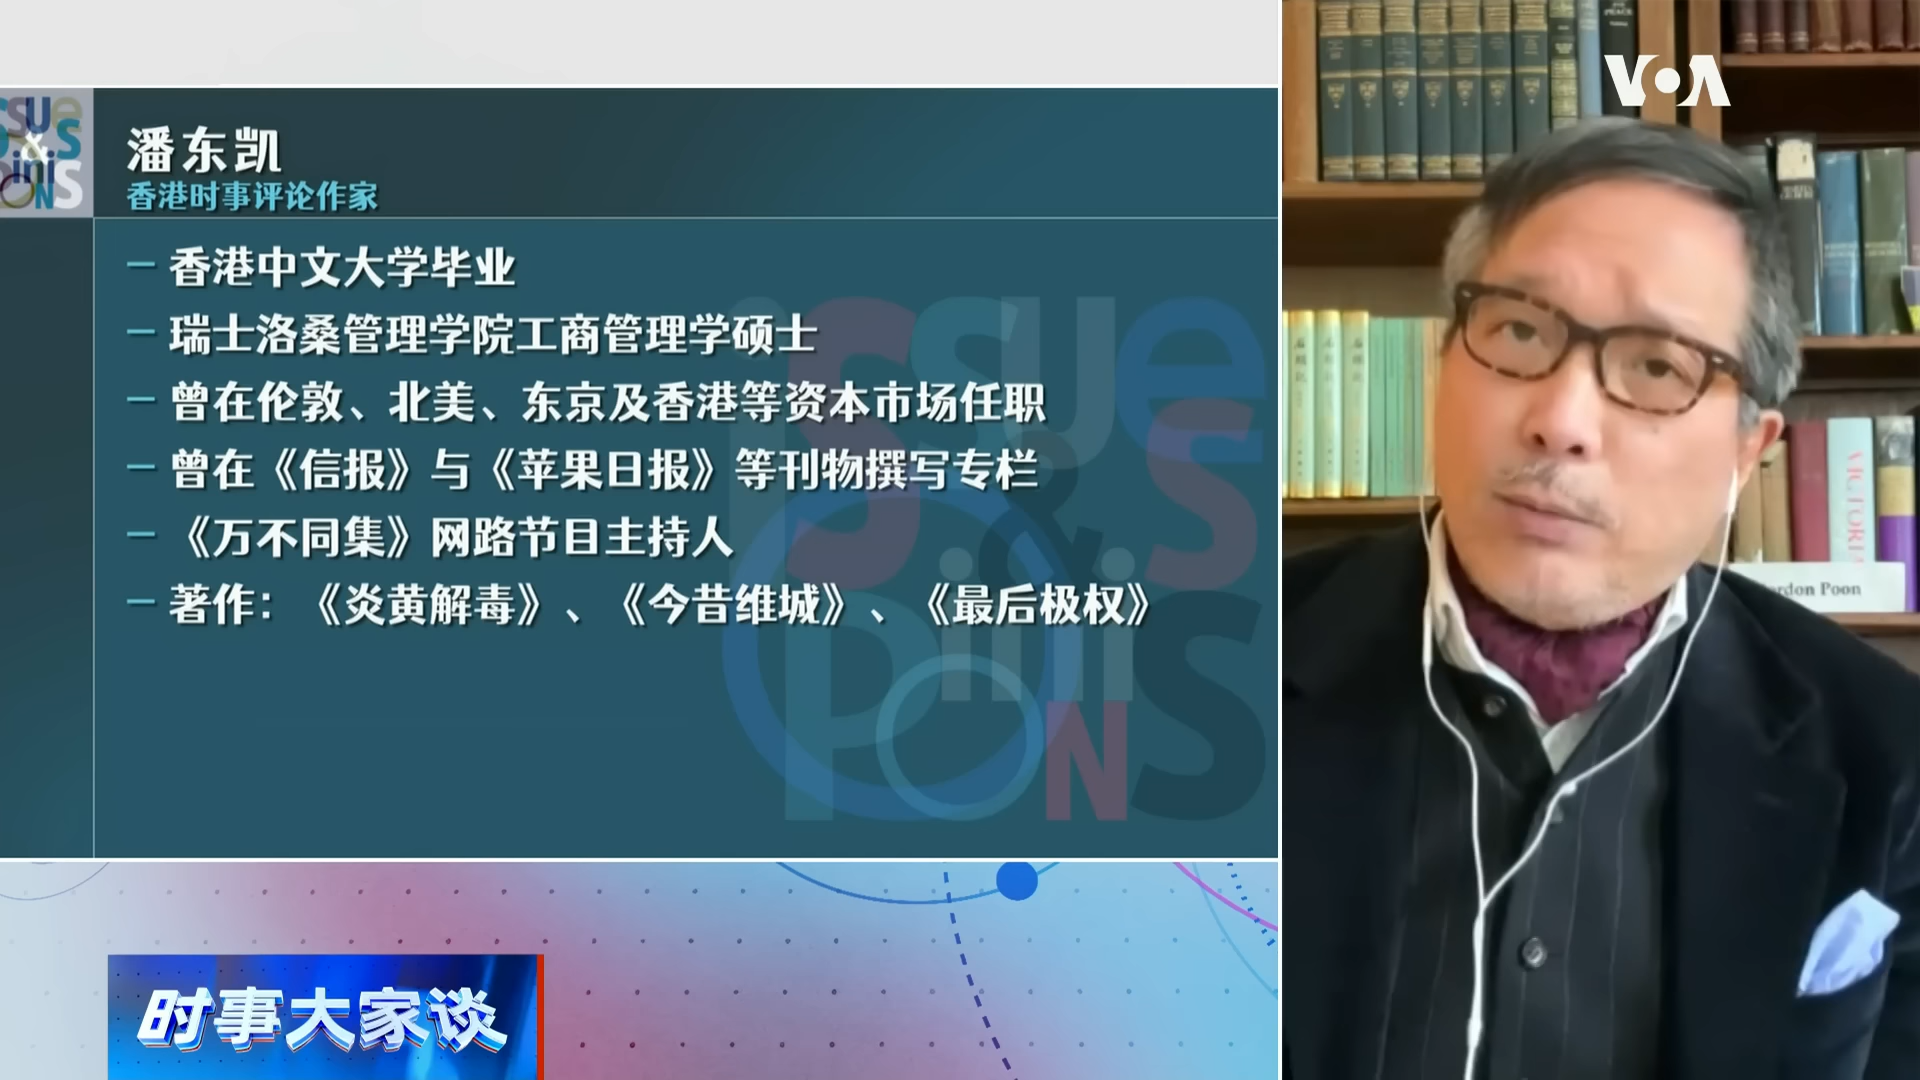 潘东凯
香港时事评论作家
– 香港中文大学毕业
– 瑞士洛桑管理学院工商管理学硕士
– 曾在伦敦、北美、东京及香港等资本市场任职
– 曾在《信报》与《苹果日报》等刊物撰写专栏
– 《万不同集》网路节目主持人
– 著作：《炎黄解毒》、《今昔维城》、《最后极权》
ISSUeS
&
OPiniONS
时事大家谈
VOA
Poon